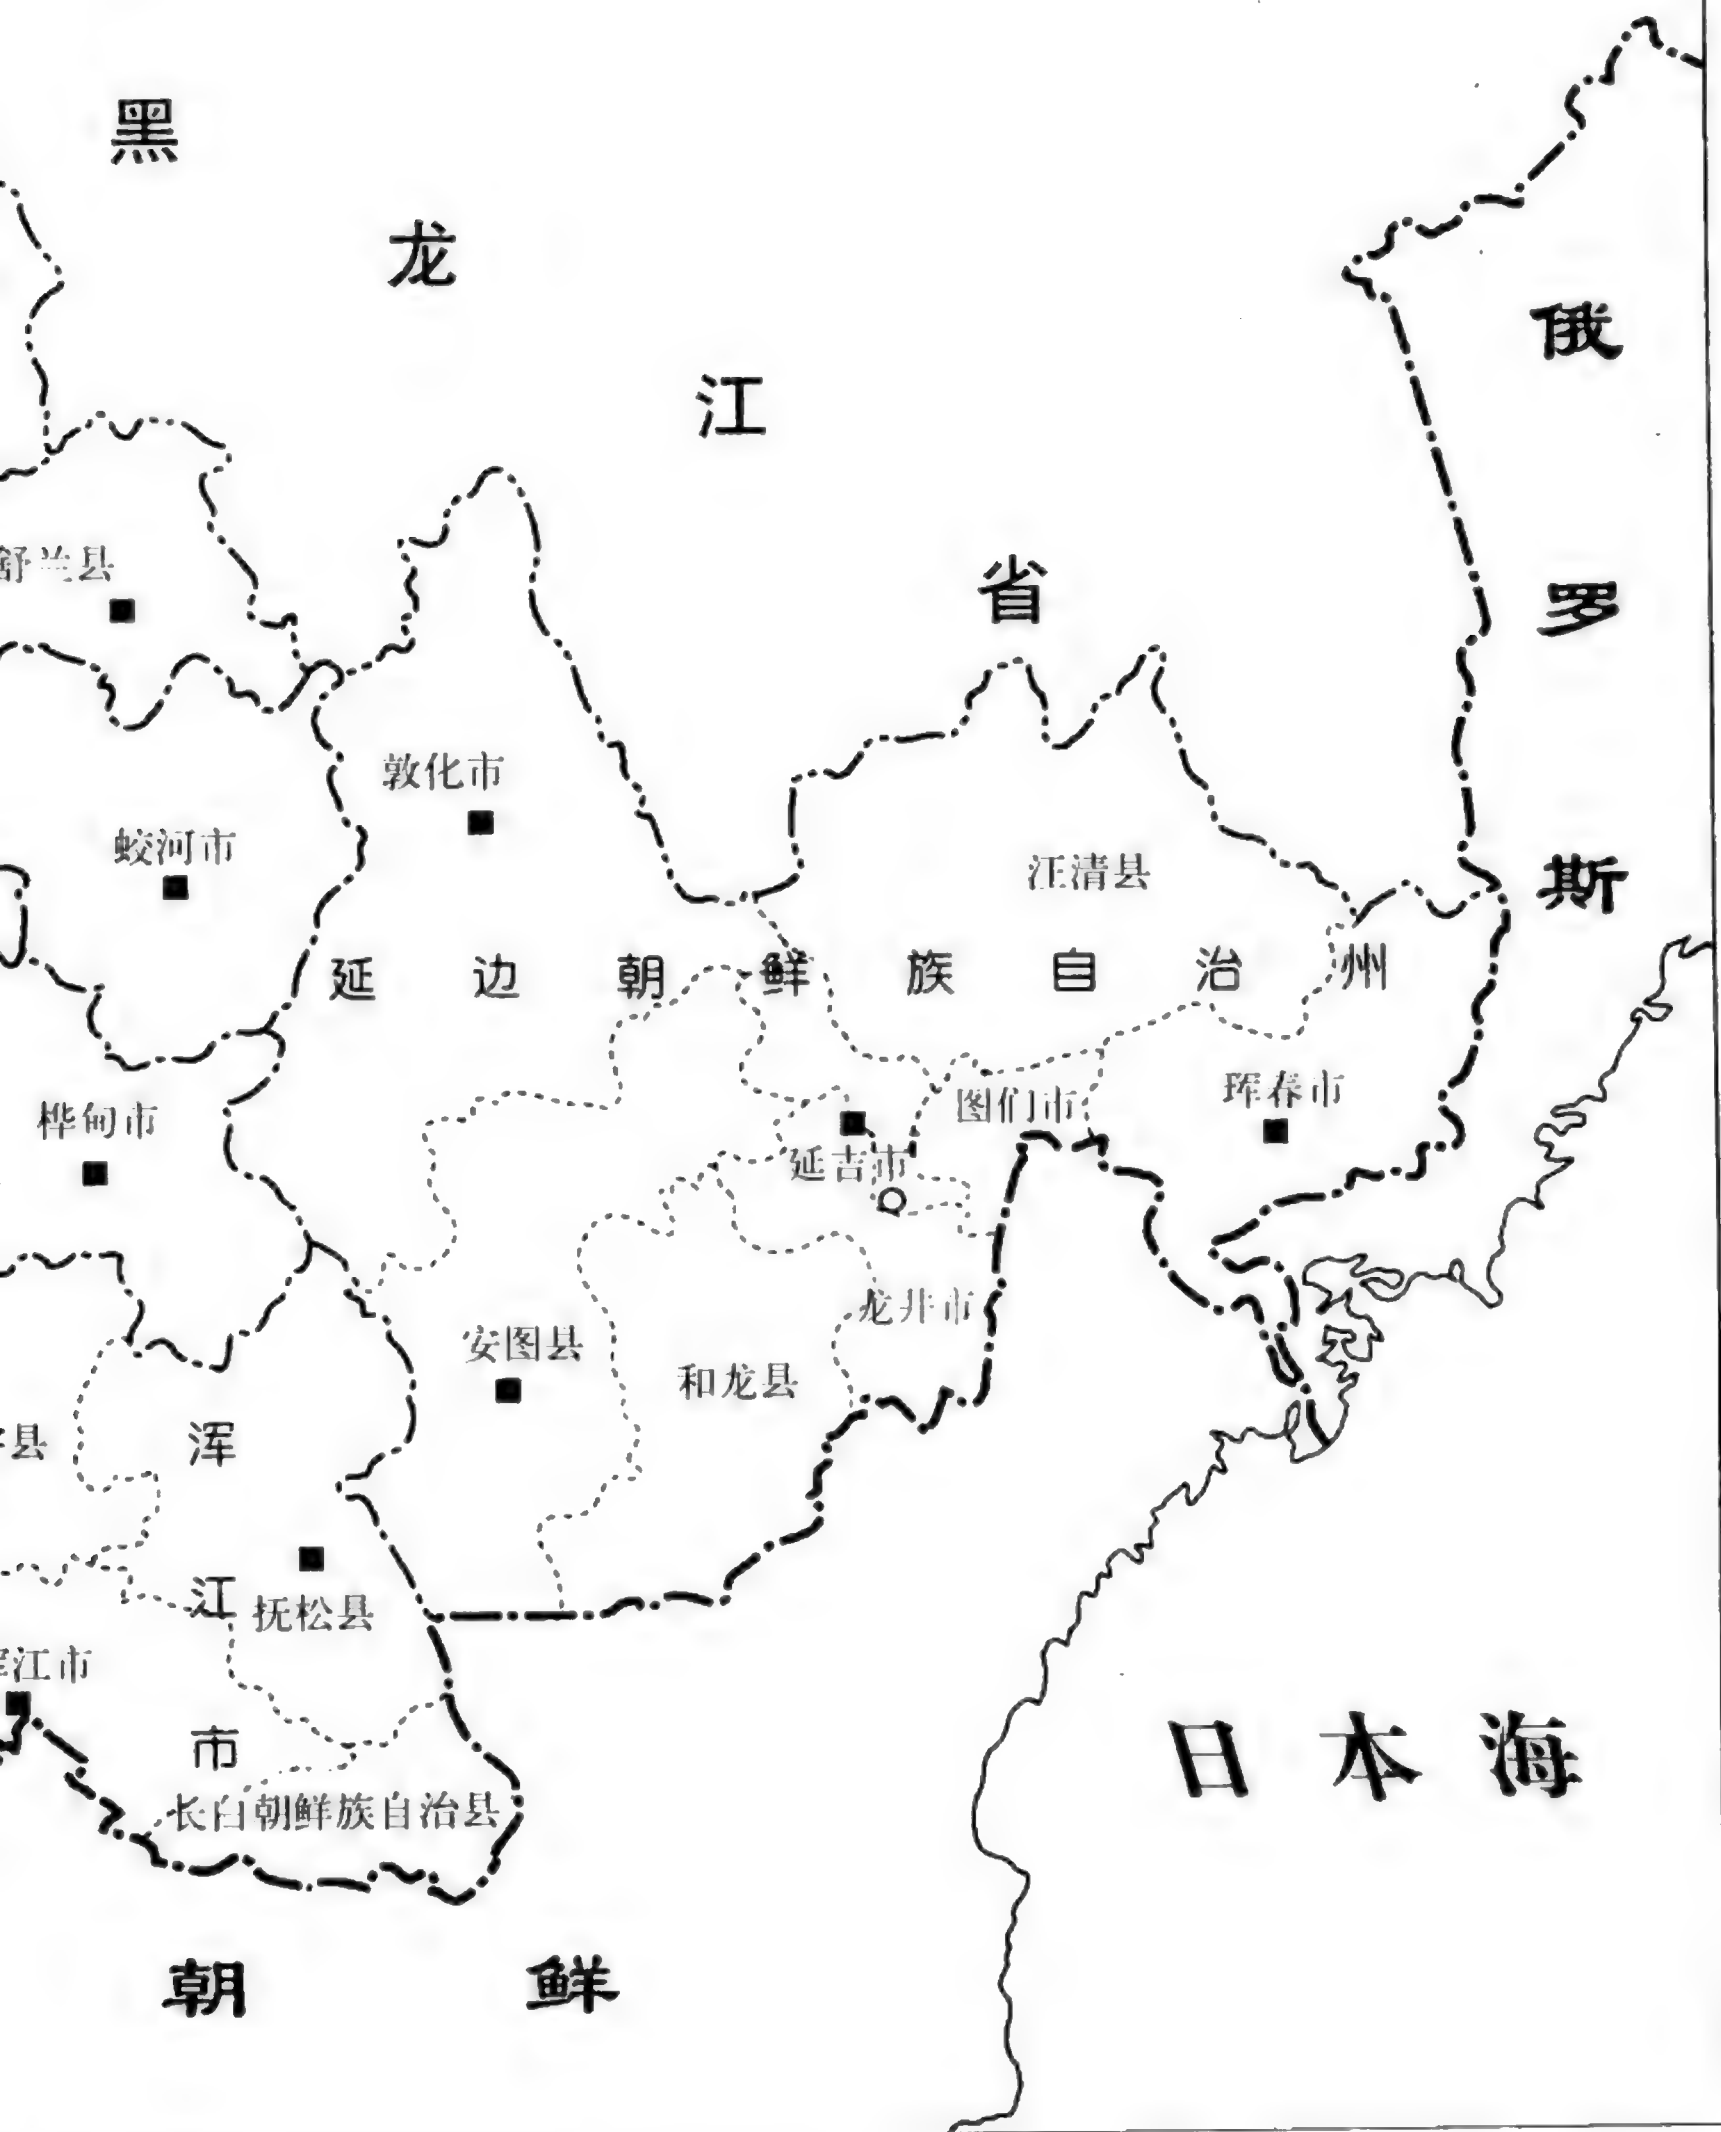 黑龙江省
俄罗斯
舒兰县
敦化市
蛟河市
汪清县
延边朝鲜族自治州
桦甸市
图们市
珲春市
延吉市
龙井市
安图县
和龙县
县
浑江市
抚松县
江市
长白朝鲜族自治县
日本海
朝鲜